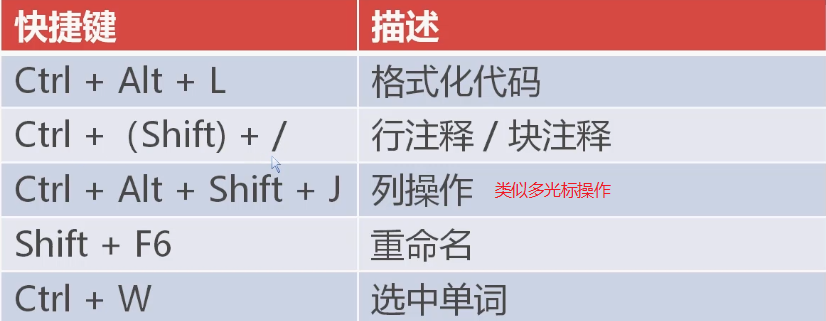 快捷键 描述
Ctrl + Alt + L 格式化代码
Ctrl +（Shift) + / 行注释 / 块注释
Ctrl + Alt + Shift + J 列操作 类似多光标操作
Shift + F6 重命名
Ctrl + W 选中单词